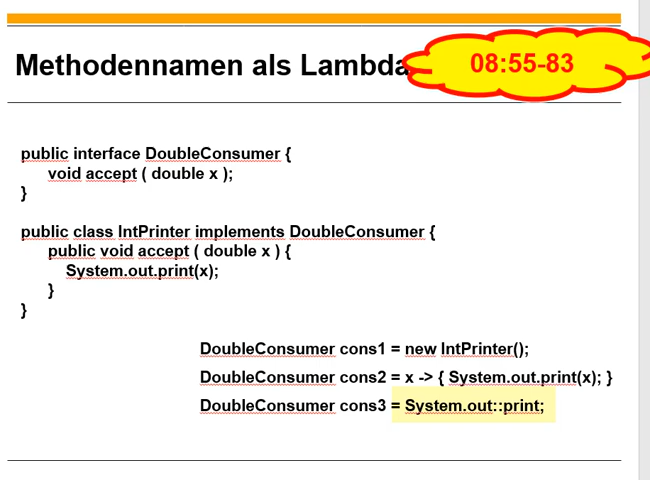 Methodennamen als Lambda
08:55-83
public interface DoubleConsumer {
void accept ( double x );
}
public class IntPrinter implements DoubleConsumer {
public void accept ( double x ) {
System.out.print(x);
}
}
DoubleConsumer cons1 = new IntPrinter();
DoubleConsumer cons2 = x -> { System.out.print(x); }
DoubleConsumer cons3 = System.out::print;